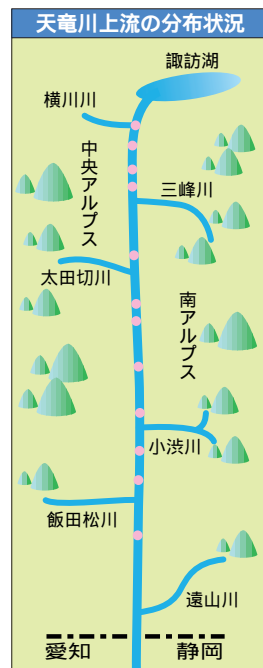 天竜川上流の分布状況
諏訪湖
横川川
中央アルプス
三峰川
太田切川
南アルプス
小渋川
飯田松川
遠山川
愛知
静岡